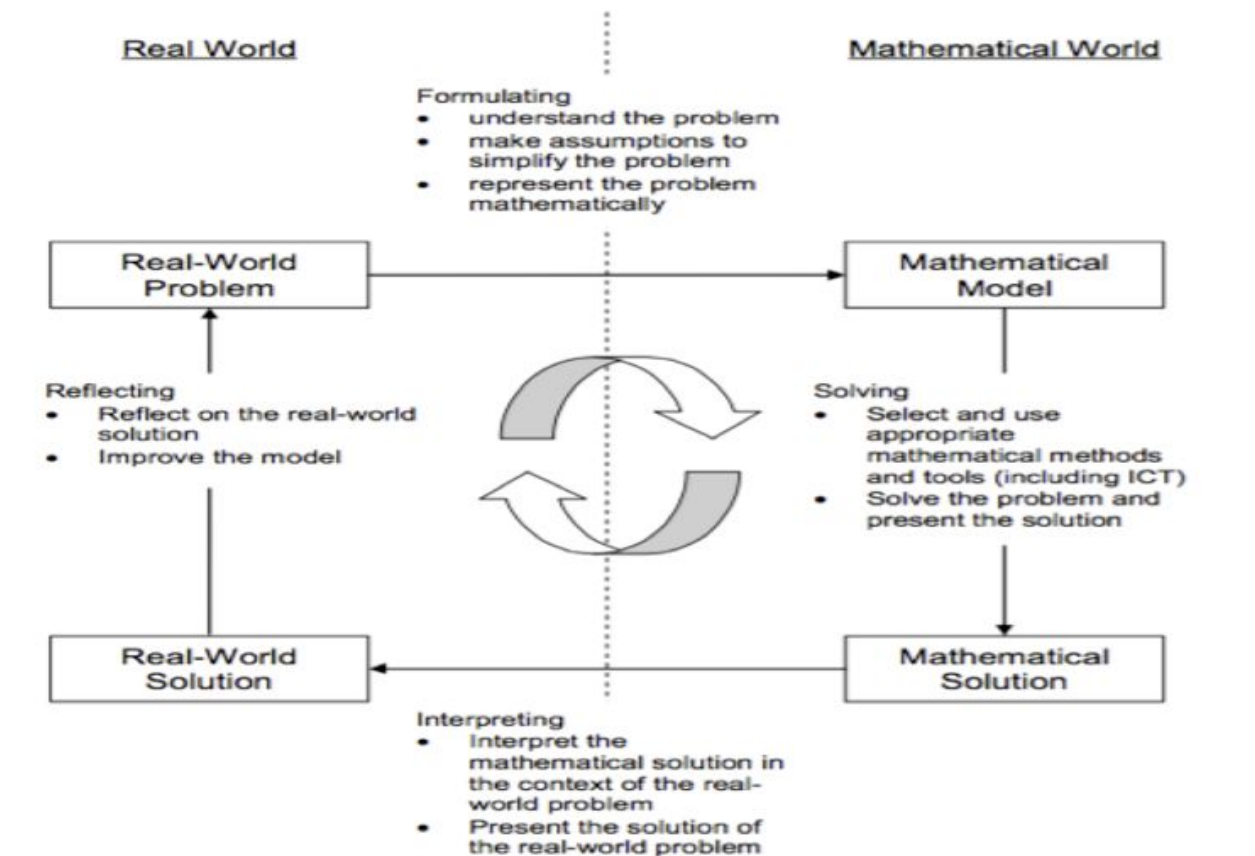 Real World
Mathematical World
Formulating
• understand the problem
• make assumptions to
simplify the problem
• represent the problem
mathematically
Real-World
Problem
Mathematical
Model
Reflecting
• Reflect on the real-world
solution
• Improve the model
Solving
• Select and use
appropriate
mathematical methods
and tools (including ICT)
• Solve the problem and
present the solution
Real-World
Solution
Mathematical
Solution
Interpreting
• Interpret the
mathematical solution in
the context of the real-
world problem
• Present the solution of
the real-world problem